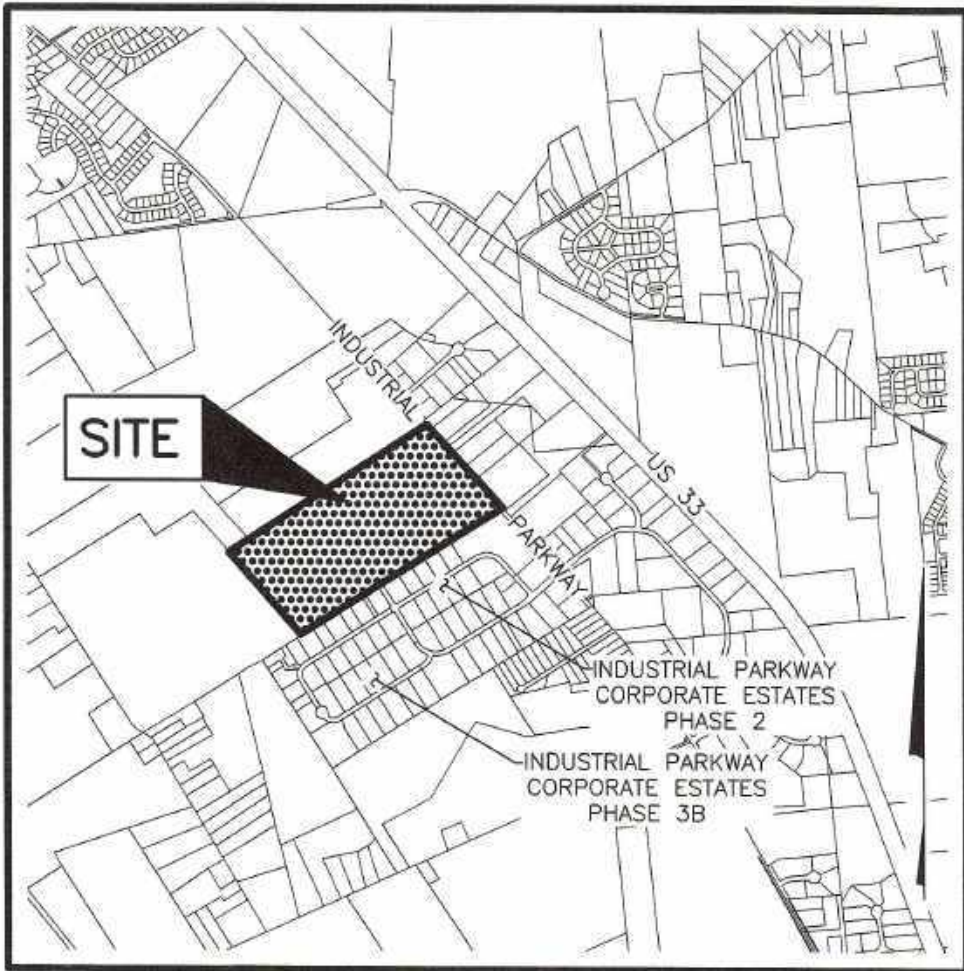 INDUSTRIAL
SITE
US 33
PARKWAY
INDUSTRIAL PARKWAY
CORPORATE ESTATES
PHASE 2
INDUSTRIAL PARKWAY
CORPORATE ESTATES
PHASE 3B